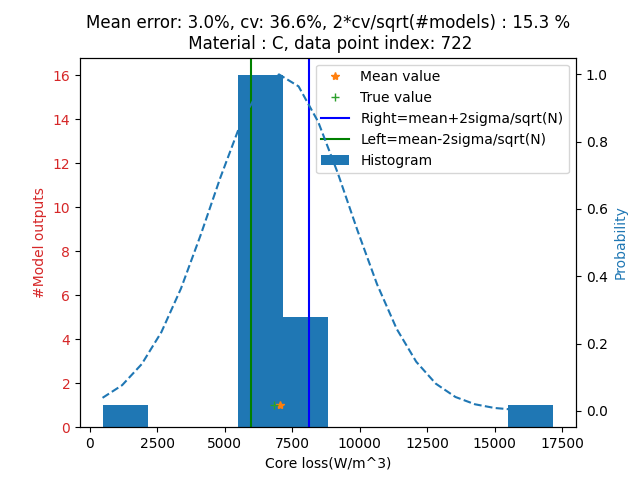 Mean error: 3.0%, cv: 36.6%, 2*cv/sqrt(#models) : 15.3 %
Material : C, data point index: 722
Mean value
True value
Right=mean+2sigma/sqrt(N)
Left=mean-2sigma/sqrt(N)
Histogram
#Model outputs
16
14
12
10
8
6
4
2
0
1.0
0.8
0.6
0.4
0.2
0.0
Probability
0
2500
5000
7500
10000
12500
15000
17500
Core loss(W/m^3)